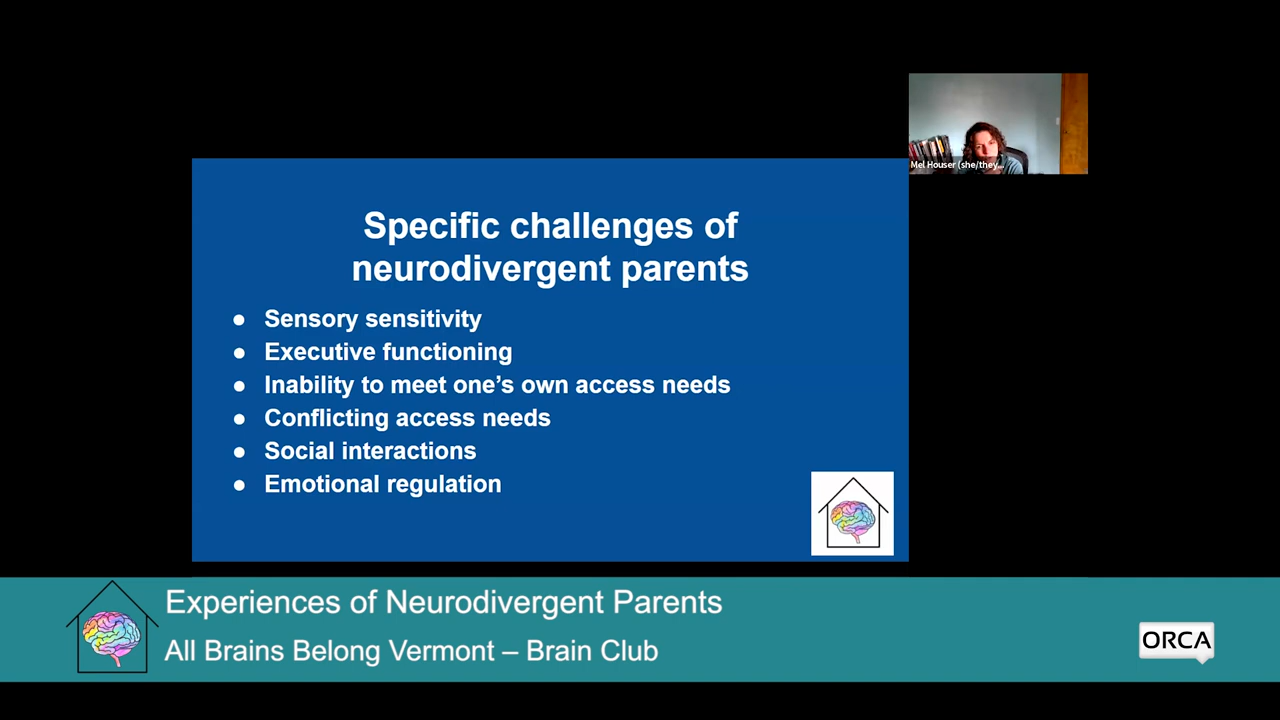 Mel Houser (she/they...
Specific challenges of
neurodivergent parents
● Sensory sensitivity
● Executive functioning
● Inability to meet one’s own access needs
● Conflicting access needs
● Social interactions
● Emotional regulation
Experiences of Neurodivergent Parents
All Brains Belong Vermont – Brain Club
ORCA